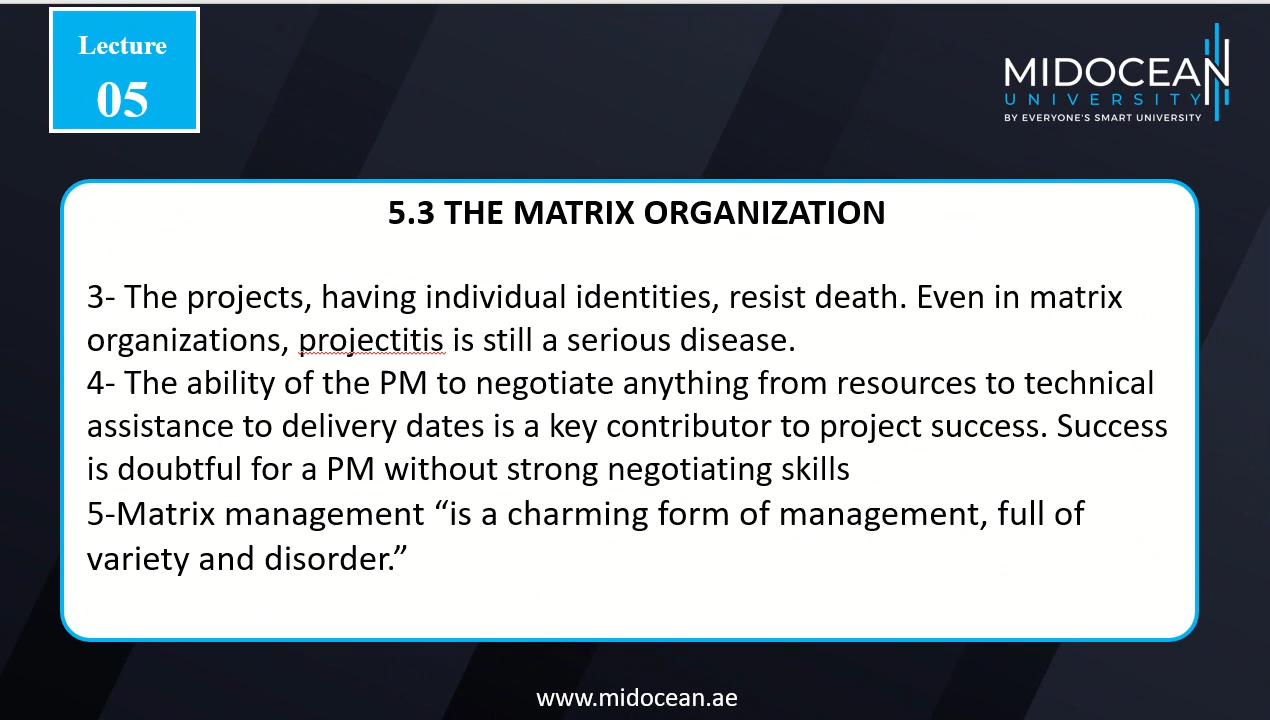 Lecture
05
MIDOCEAN
UNIVERSITY
BY EVERYONE'S SMART UNIVERSITY
5.3 THE MATRIX ORGANIZATION
3- The projects, having individual identities, resist death. Even in matrix
organizations, projectitis is still a serious disease.
4- The ability of the PM to negotiate anything from resources to technical
assistance to delivery dates is a key contributor to project success. Success
is doubtful for a PM without strong negotiating skills
5-Matrix management “is a charming form of management, full of
variety and disorder.”
www.midocean.ae